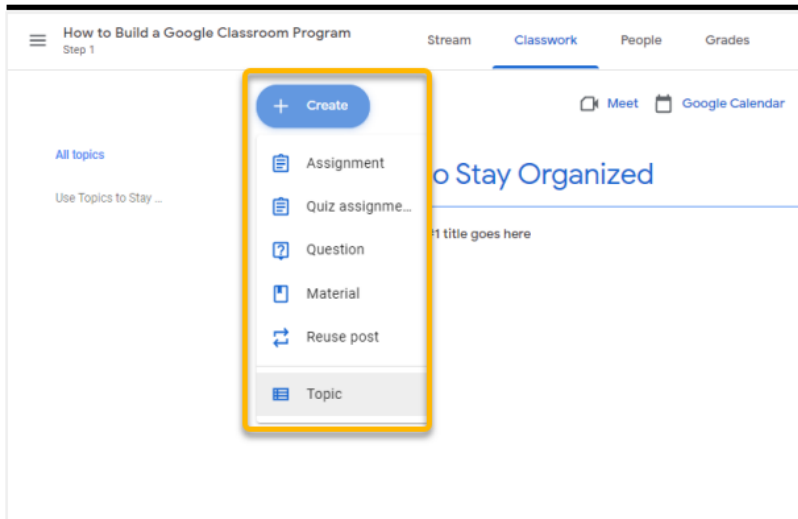 How to Build a Google Classroom Program
Step 1
Stream
Classwork
People
Grades
Create
Meet
Google Calendar
All topics
Use Topics to Stay ...
Assignment
Quiz assignme...
Question
Material
Reuse post
Topic
o Stay Organized
#1 title goes here